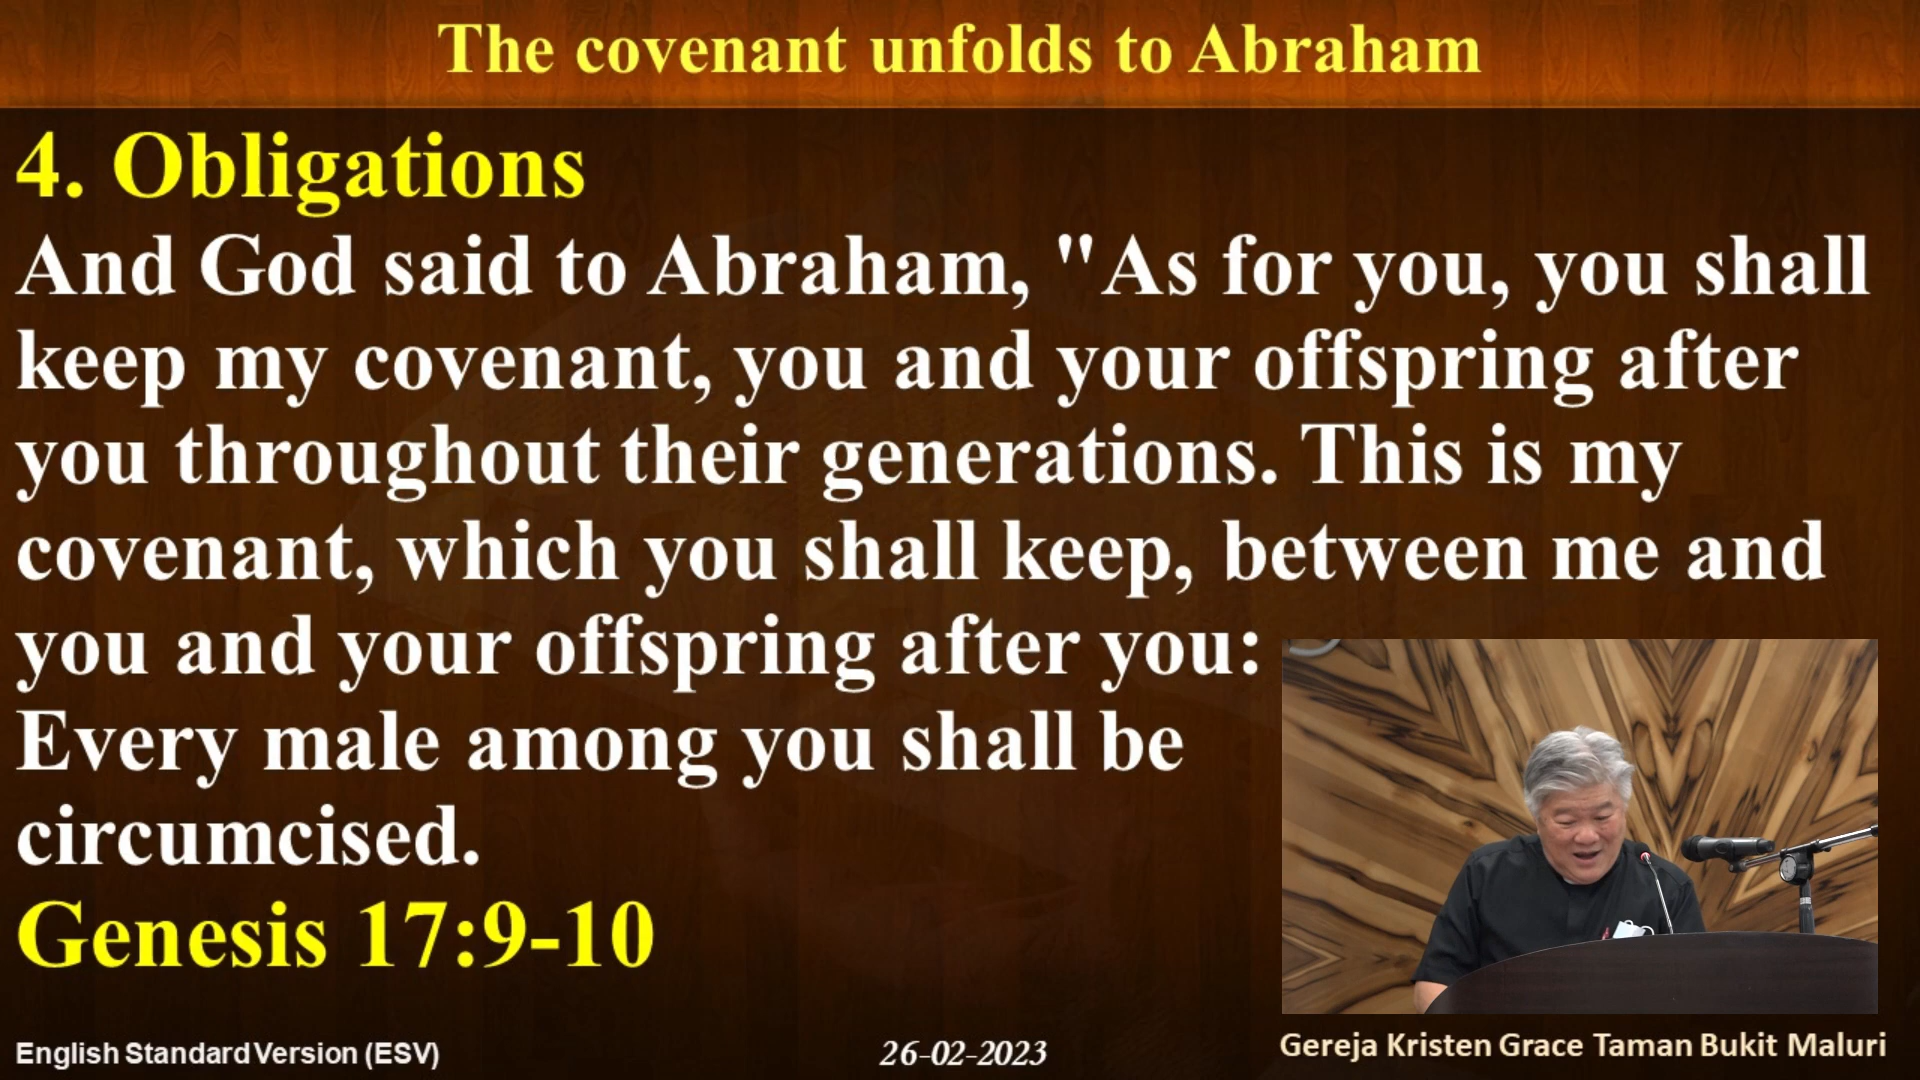 The covenant unfolds to Abraham
4. Obligations
And God said to Abraham, "As for you, you shall
keep my covenant, you and your offspring after
you throughout their generations. This is my
covenant, which you shall keep, between me and
you and your offspring after you:
Every male among you shall be
circumcised.
Genesis 17:9-10
English Standard Version (ESV)
26-02-2023
Gereja Kristen Grace Taman Bukit Maluri